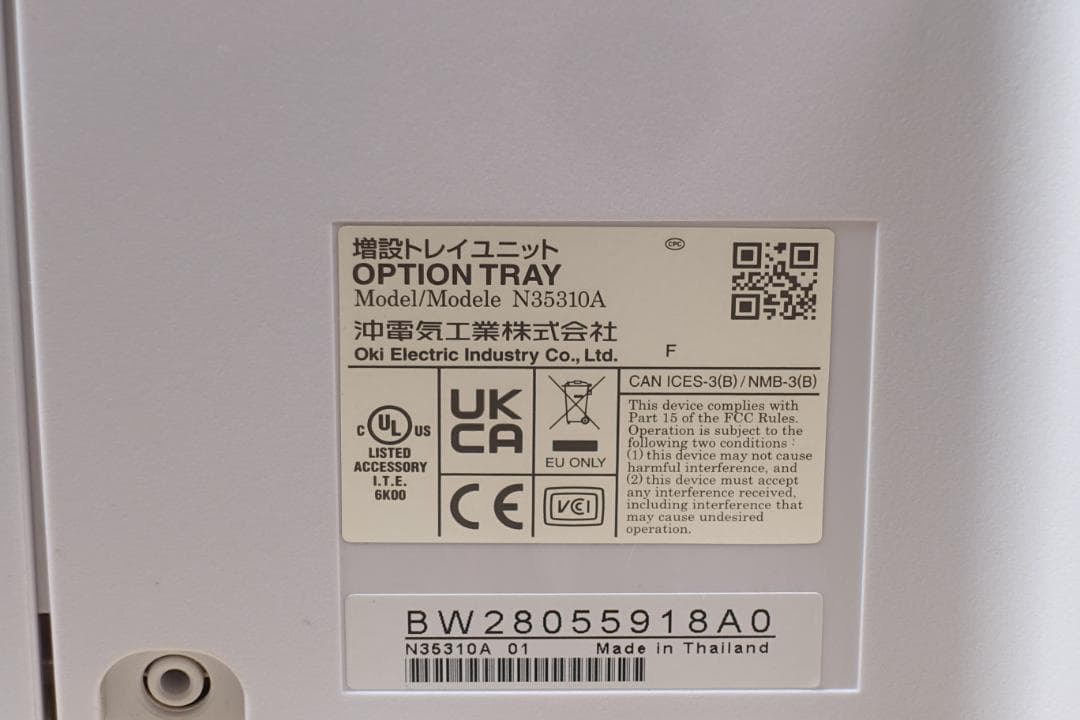 増設トレイユニット
OPTION TRAY
Model/Modele N35310A
沖電気工業株式会社
Oki Electric Industry Co., Ltd.
CPC
F
C UL US
LISTED
ACCESSORY
I.T.E.
6K00
UK
CA
EU ONLY
CE
VCI
CAN ICES-3(B) / NMB-3(B)
This device complies with
Part 15 of the FCC Rules.
Operation is subject to the
following two conditions :
(1) this device may not cause
harmful interference, and
(2) this device must accept
any interference received,
including interference that
may cause undesired
operation.
BW28055918A0
N35310A 01 Made in Thailand